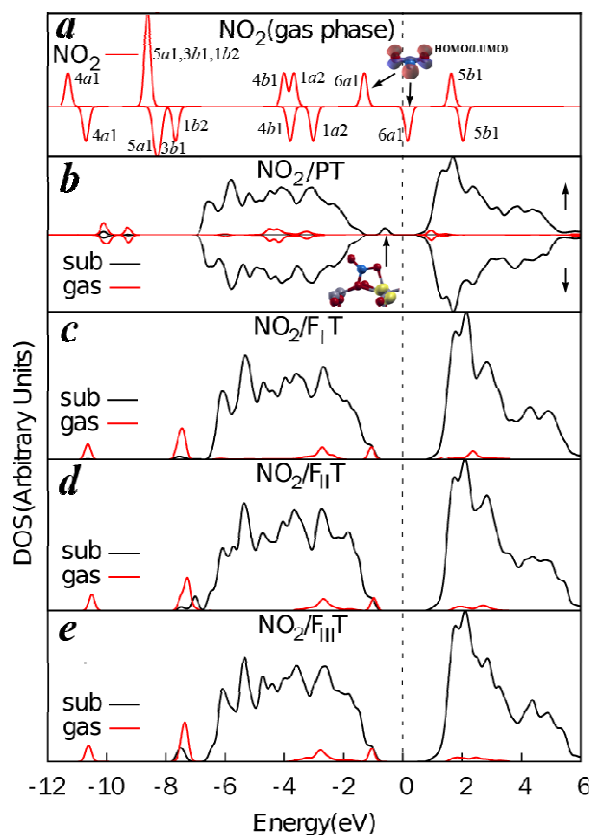 a NO2(gas phase)
NO2
4a1
5a1,3b1,1b2
4b1
1a2
6a1
HOMO(LUMO)
5b1
4a1
5a1
3b1
1b2
4b1
1a2
6a1
5b1
b NO2/PT
sub
gas
c NO2/FIT
sub
gas
d NO2/FIIT
sub
gas
e NO2/FIIIT
sub
gas
DOS(Arbitrary Units)
-12 -10 -8 -6 -4 -2 0 2 4 6
Energy(eV)